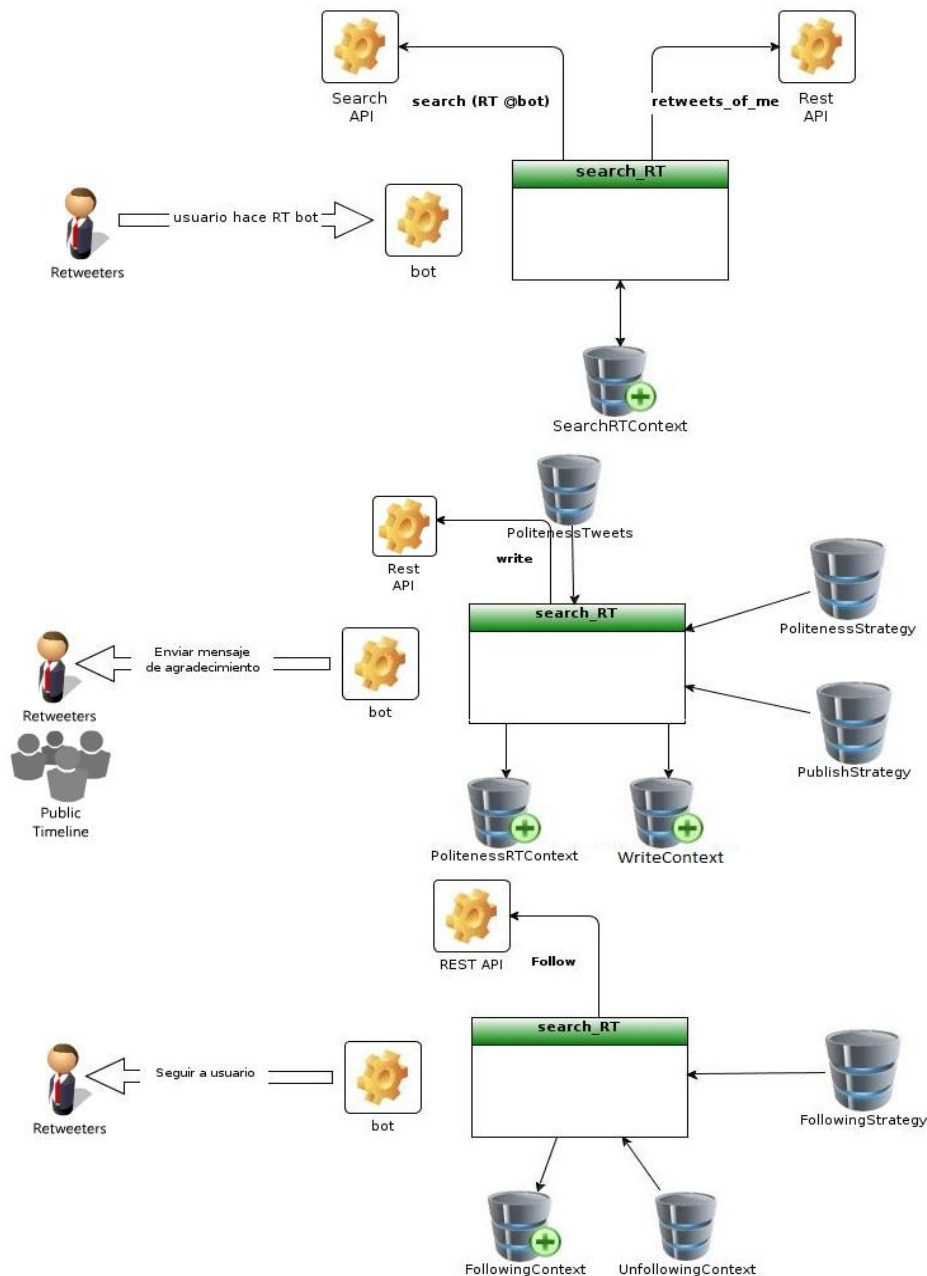 Search
API
search (RT @bot)
retweets_of_me
Rest
API
search_RT
usuario hace RT bot
Retweeters
bot
SearchRTContext
PolitenessTweets
Rest
API
write
search_RT
PolitenessStrategy
Enviar mensaje
de agradecimiento
Retweeters
bot
PublishStrategy
Public
Timeline
PolitenessRTContext
WriteContext
REST API
Follow
search_RT
Seguir a usuario
Retweeters
bot
FollowingStrategy
FollowingContext
UnfollowingContext